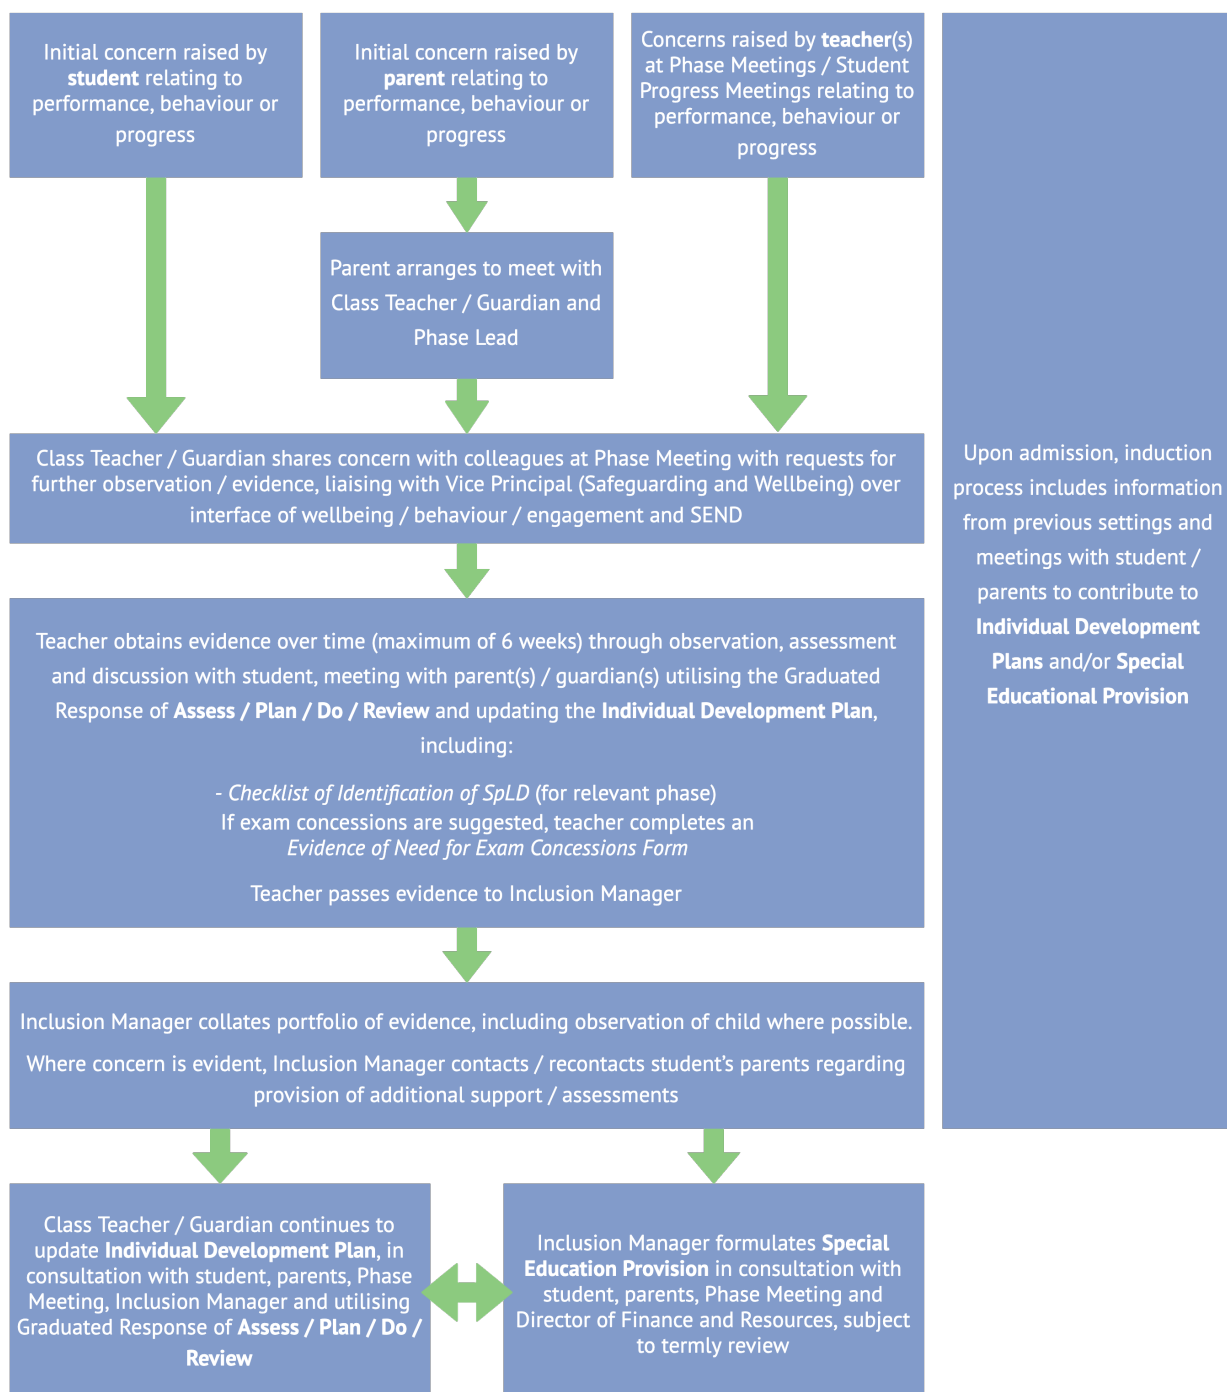 Initial concern raised by
student relating to
performance, behaviour or
progress
Initial concern raised by
parent relating to
performance, behaviour or
progress
Concerns raised by teacher(s)
at Phase Meetings / Student
Progress Meetings relating to
performance, behaviour or
progress
Parent arranges to meet with
Class Teacher / Guardian and
Phase Lead
Class Teacher / Guardian shares concern with colleagues at Phase Meeting with requests for
further observation / evidence, liaising with Vice Principal (Safeguarding and Wellbeing) over
interface of wellbeing / behaviour / engagement and SEND
Teacher obtains evidence over time (maximum of 6 weeks) through observation, assessment
and discussion with student, meeting with parent(s) / guardian(s) utilising the Graduated
Response of Assess / Plan / Do / Review and updating the Individual Development Plan,
including:
- Checklist of Identification of SpLD (for relevant phase)
If exam concessions are suggested, teacher completes an
Evidence of Need for Exam Concessions Form
Teacher passes evidence to Inclusion Manager
Inclusion Manager collates portfolio of evidence, including observation of child where possible.
Where concern is evident, Inclusion Manager contacts / recontacts student's parents regarding
provision of additional support / assessments
Class Teacher / Guardian continues to
update Individual Development Plan, in
consultation with student, parents, Phase
Meeting, Inclusion Manager and utilising
Graduated Response of Assess / Plan / Do /
Review
Inclusion Manager formulates Special
Education Provision in consultation with
student, parents, Phase Meeting and
Director of Finance and Resources, subject
to termly review
Upon admission, induction
process includes information
from previous settings and
meetings with student /
parents to contribute to
Individual Development
Plans and/or Special
Educational Provision